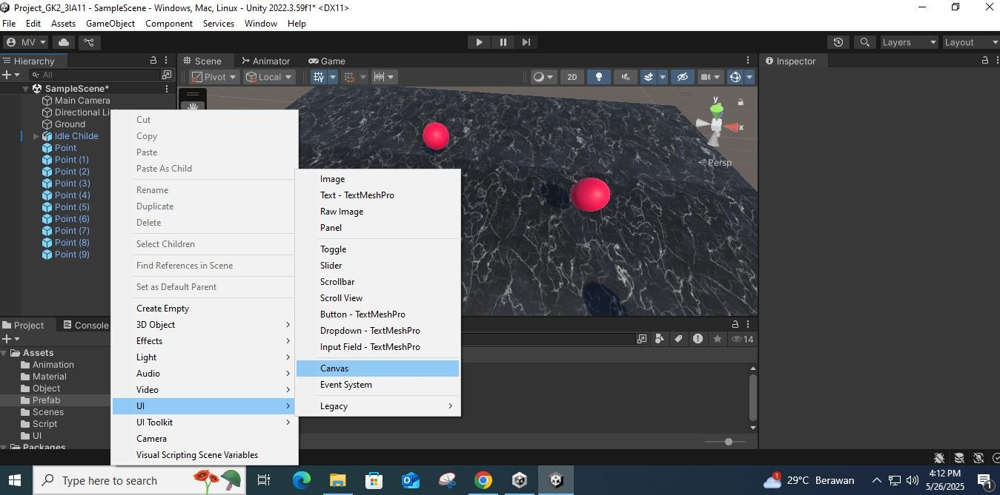 Project_GK2_3IA11 - SampleScene - Windows, Mac, Linux - Unity 2022.3.59f1* <DX11>
File Edit Assets GameObject Component Services Window Help
MV Layers Layout
Hierarchy Scene Animator Game Inspector
All Pivot Local 2D
SampleScene*
Main Camera
Directional Li
Ground
Idle Childe
Point
Point (1)
Point (2)
Point (3)
Point (4)
Point (5)
Point (6)
Point (7)
Point (8)
Point (9)
y
x
Persp
Cut
Copy
Paste
Paste As Child
Rename
Duplicate
Delete
Select Children
Find References in Scene
Set as Default Parent
Create Empty
3D Object
Effects
Light
Audio
Video
UI
UI Toolkit
Camera
Visual Scripting Scene Variables
Image
Text - TextMeshPro
Raw Image
Panel
Toggle
Slider
Scrollbar
Scroll View
Button - TextMeshPro
Dropdown - TextMeshPro
Input Field - TextMeshPro
Canvas
Event System
Legacy
Project Console
14
Assets
Animation
Material
Object
Prefab
Scenes
Script
UI
Packages
Type here to search
1
29°C Berawan
4:12 PM
5/26/2025
1